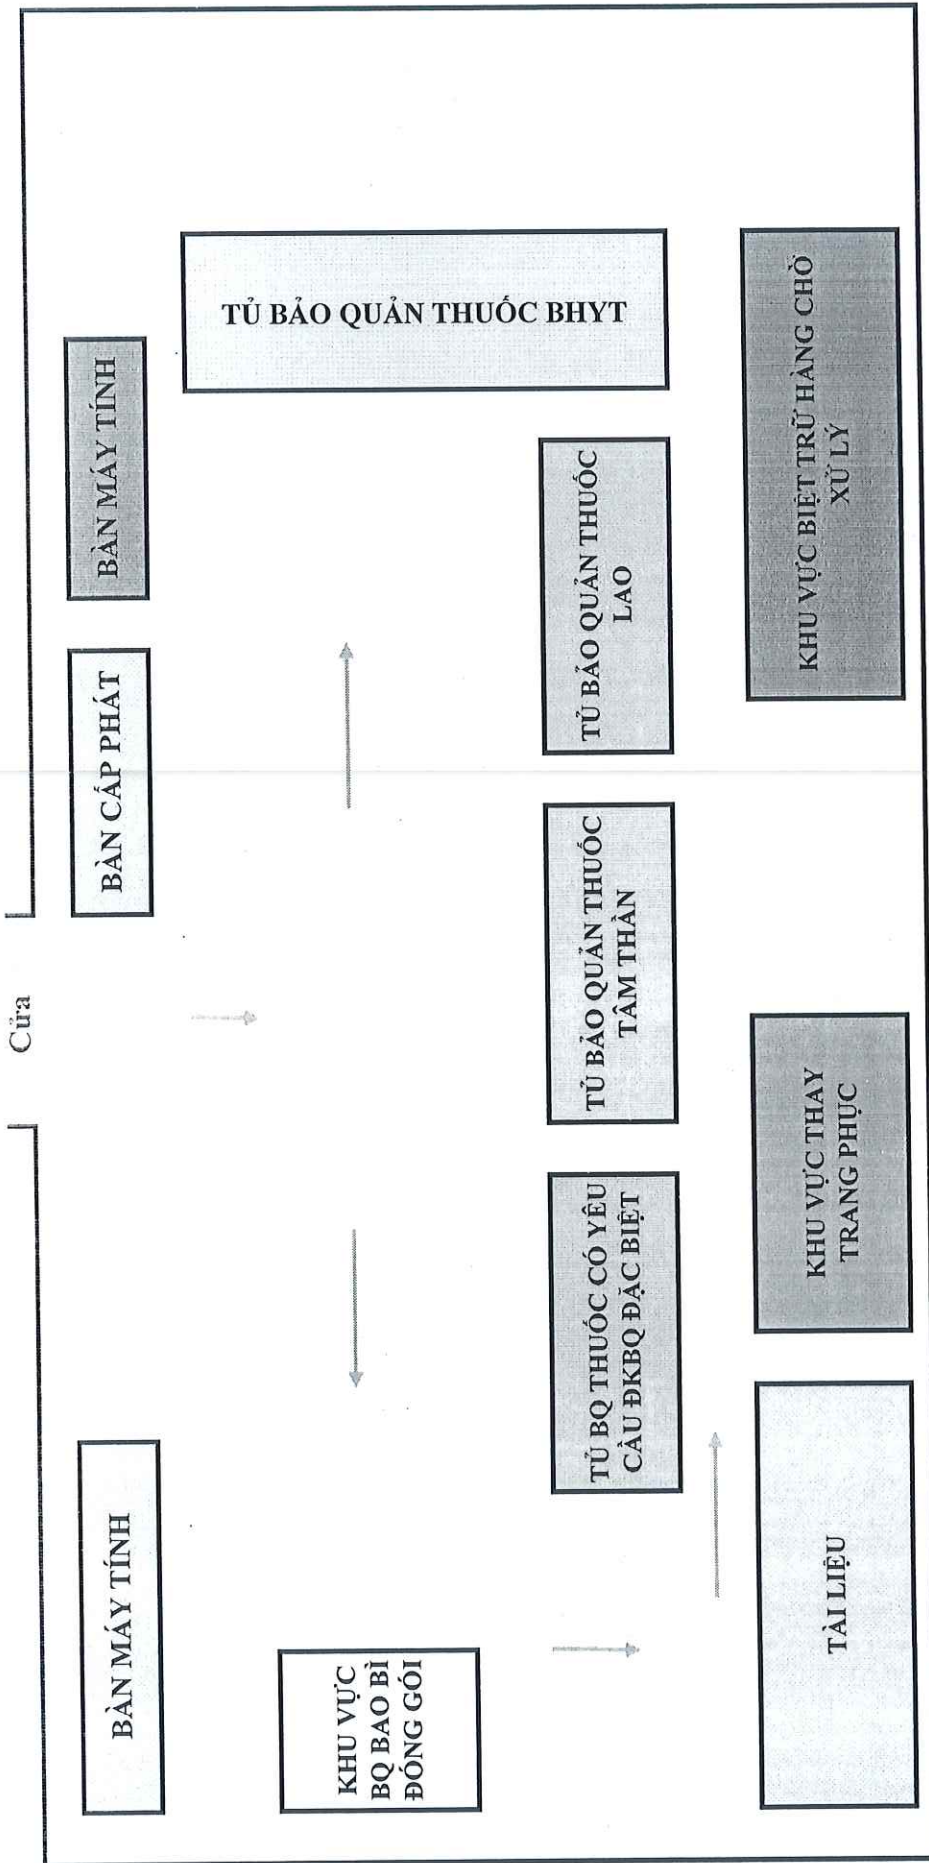 Cửa
BÀN MÁY TÍNH
BÀN CẤP PHÁT
BÀN MÁY TÍNH
KHU VỰC
BQ BAO BÌ
ĐÓNG GÓI
TỦ BẢO QUẢN THUỐC BHYT
TỦ BQ THUỐC CÓ YÊU
CẦU ĐKBQ ĐẶC BIỆT
TỦ BẢO QUẢN THUỐC
TÂM THẦN
TỦ BẢO QUẢN THUỐC
LAO
TÀI LIỆU
KHU VỰC THAY
TRANG PHỤC
KHU VỰC BIỆT TRỮ HÀNG CHỜ
XỬ LÝ